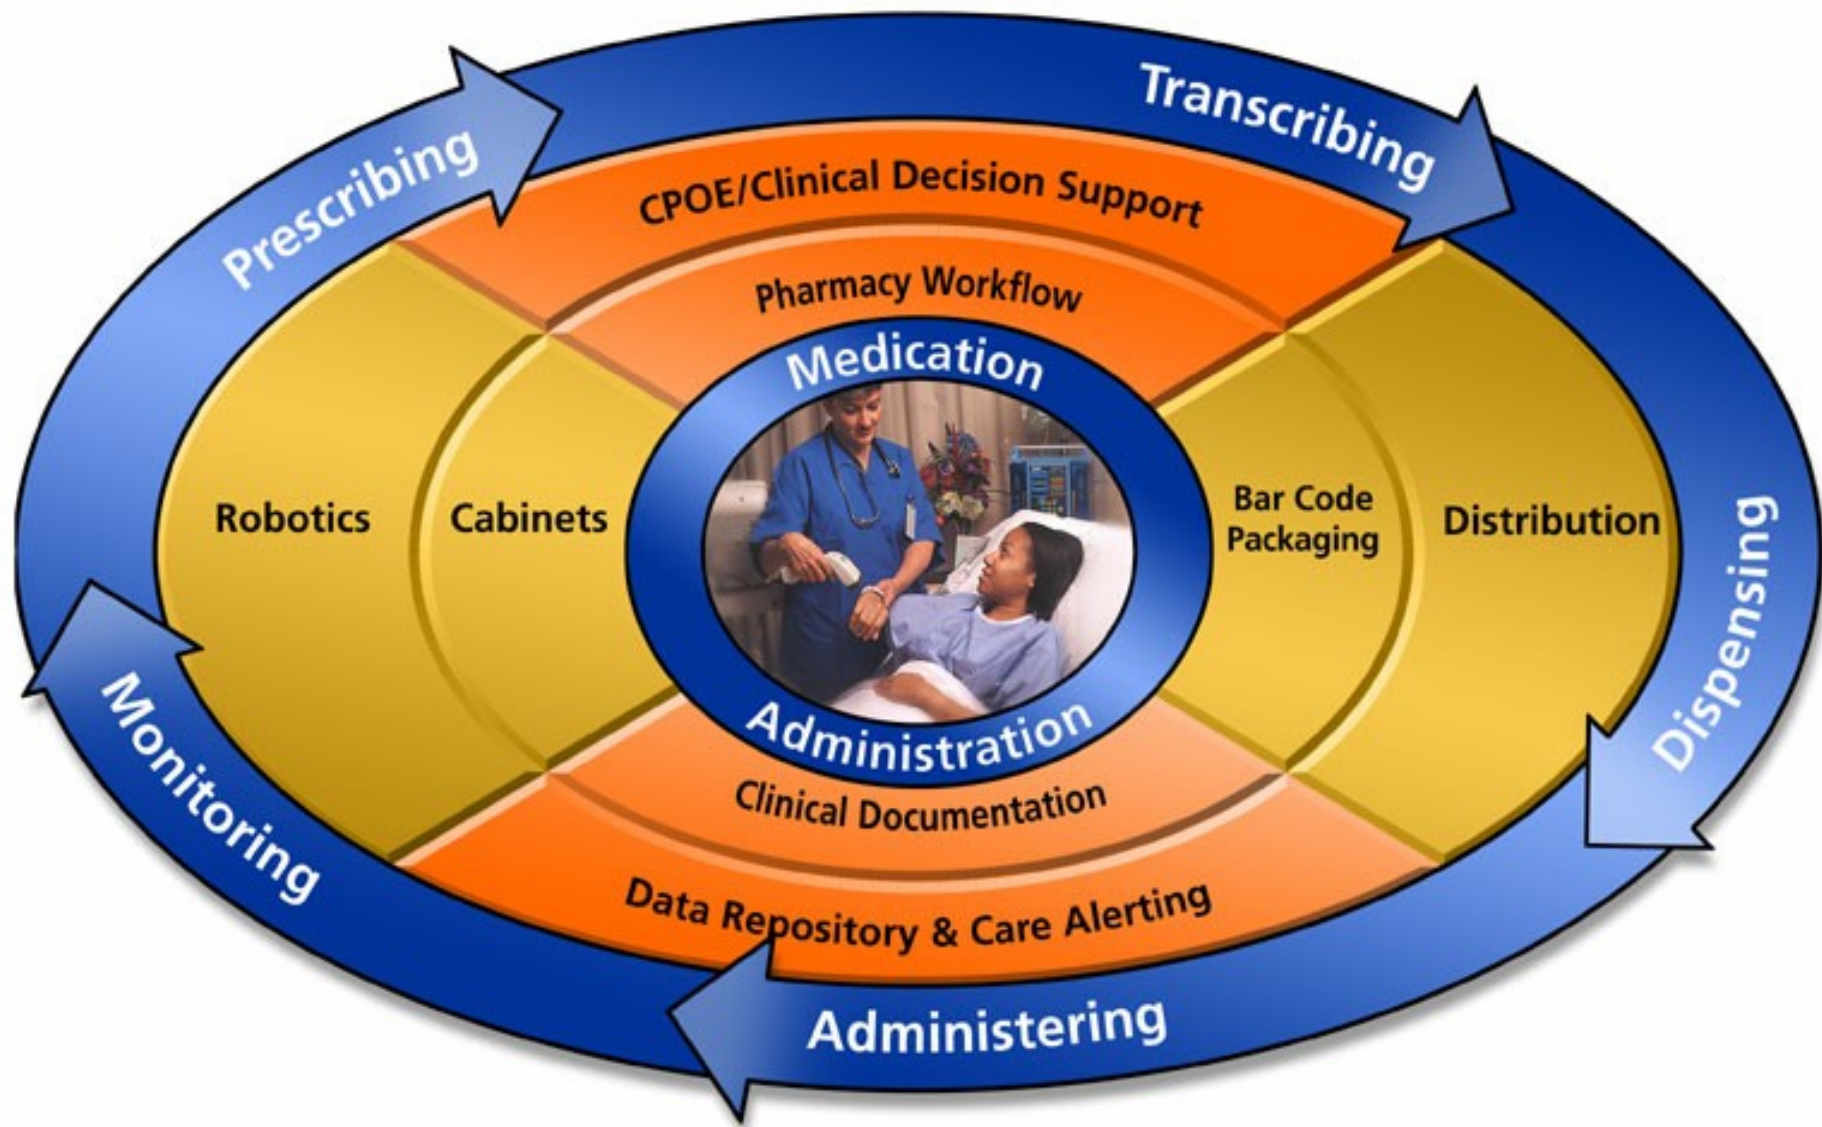 Prescribing
Transcribing
CPOE/Clinical Decision Support
Pharmacy Workflow
Medication
Robotics
Cabinets
Bar Code
Packaging
Distribution
Dispensing
Monitoring
Administration
Clinical Documentation
Data Repository & Care Alerting
Administering